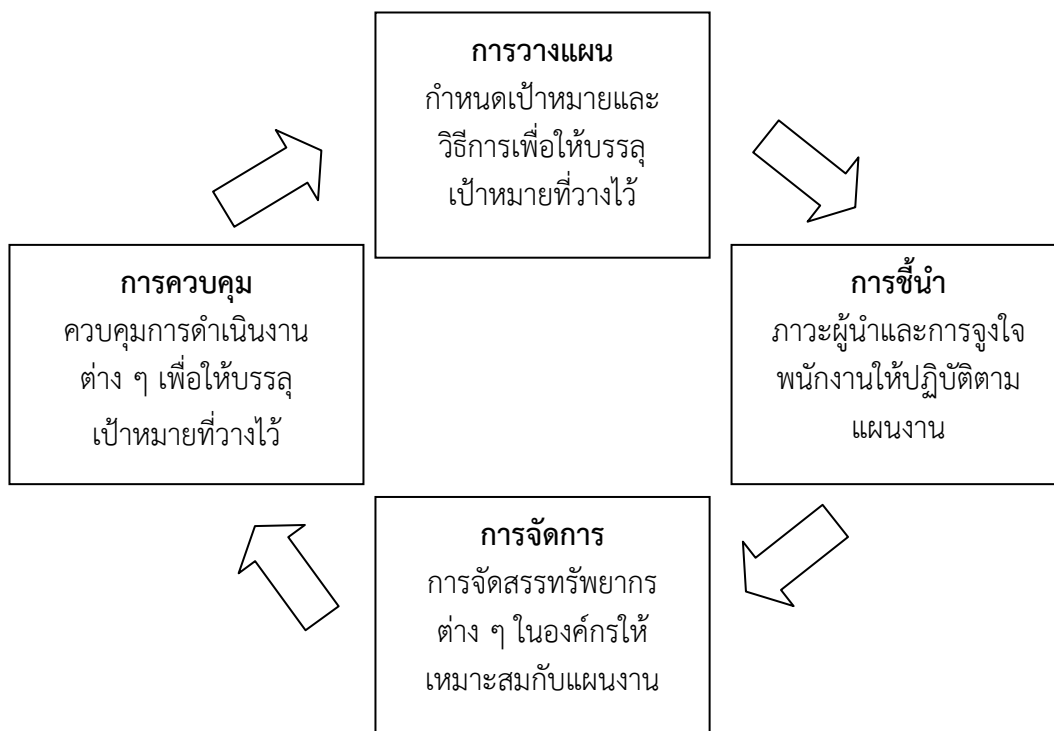 การวางแผน
กำหนดเป้าหมายและ
วิธีการเพื่อให้บรรลุ
เป้าหมายที่วางไว้
การควบคุม
ควบคุมการดำเนินงาน
ต่าง ๆ เพื่อให้บรรลุ
เป้าหมายที่วางไว้
การชี้นำ
ภาวะผู้นำและการจูงใจ
พนักงานให้ปฏิบัติตาม
แผนงาน
การจัดการ
การจัดสรรทรัพยากร
ต่าง ๆ ในองค์กรให้
เหมาะสมกับแผนงาน